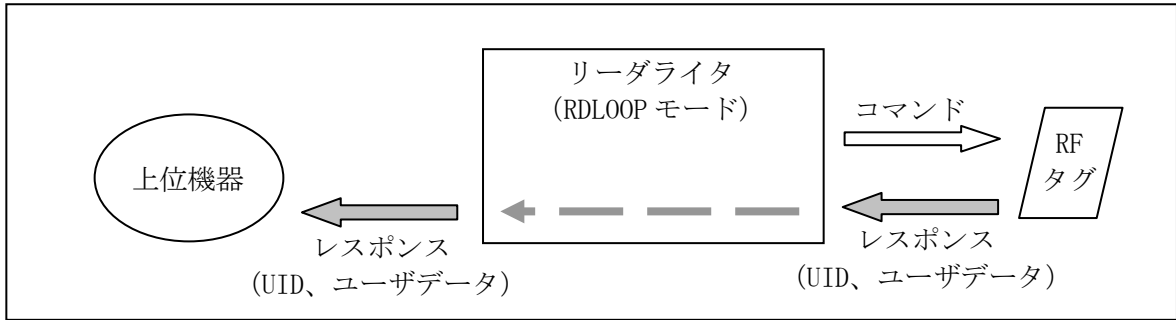 リーダライタ
(RDLOOP モード)
コマンド
RF
タグ
上位機器
レスポンス
(UID、ユーザデータ)
レスポンス
(UID、ユーザデータ)